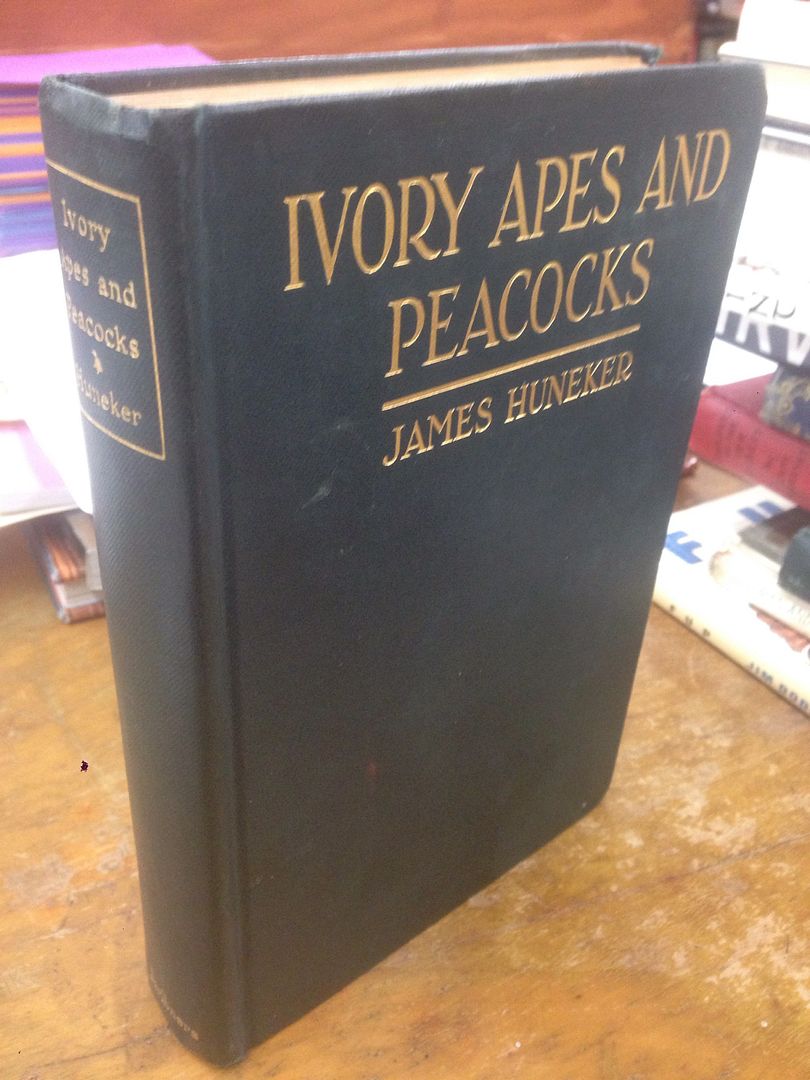 IVORY APES AND
PEACOCKS
JAMES HUNEKER
Ivory
Apes and
Peacocks
Huneker